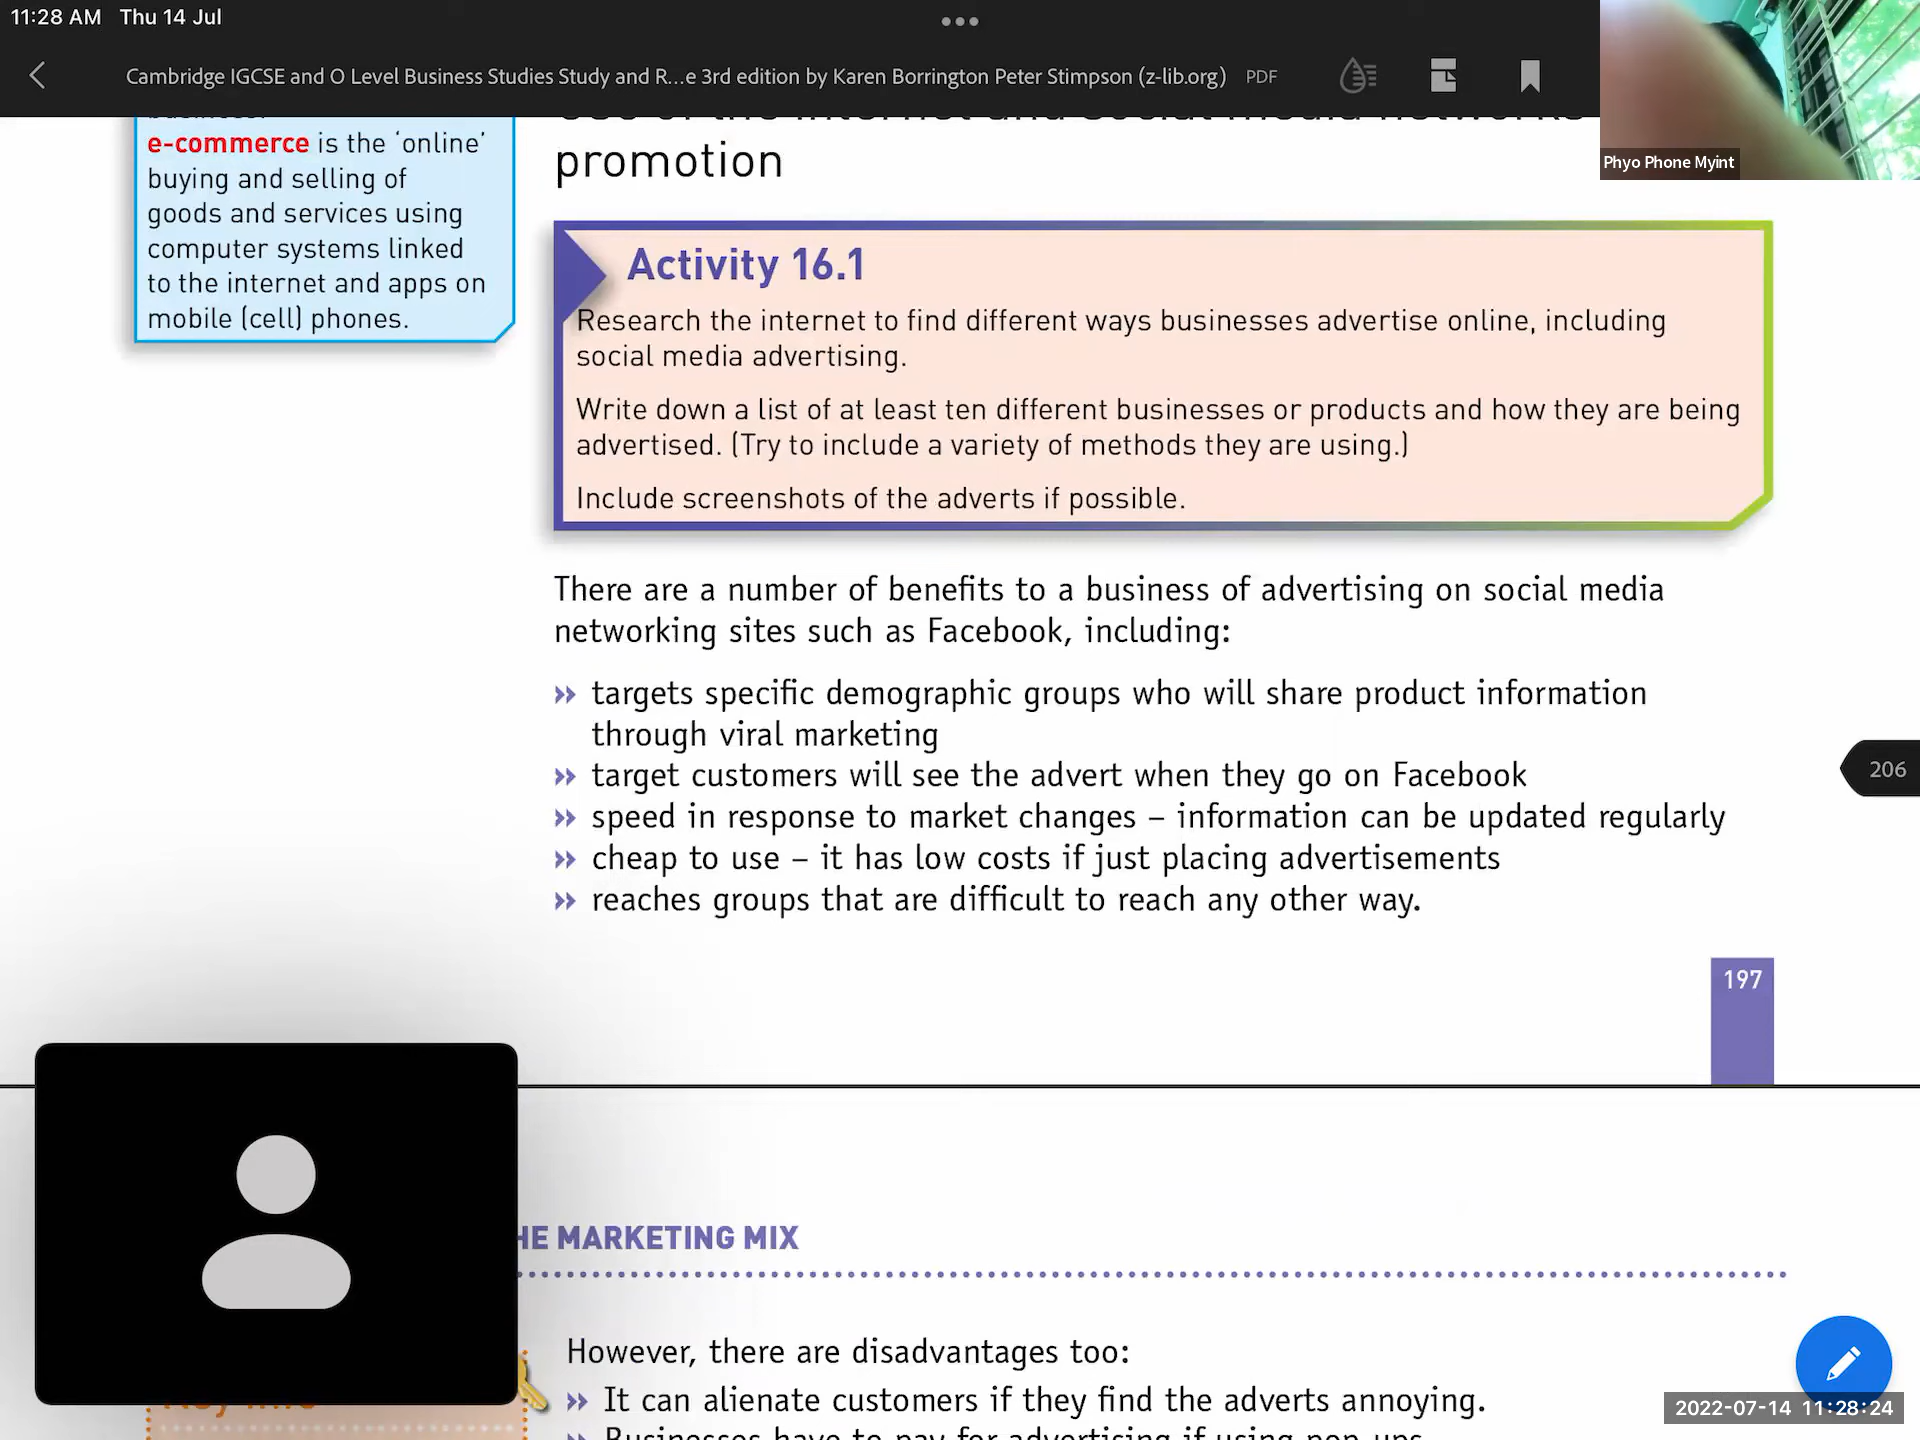 11:28 AM Thu 14 Jul
Cambridge IGCSE and O Level Business Studies Study and R...e 3rd edition by Karen Borrington Peter Stimpson (z-lib.org) PDF
Phyo Phone Myint
e-commerce is the ‘online’
buying and selling of
goods and services using
computer systems linked
to the internet and apps on
mobile (cell) phones.
promotion
Activity 16.1
Research the internet to find different ways businesses advertise online, including
social media advertising.
Write down a list of at least ten different businesses or products and how they are being
advertised. (Try to include a variety of methods they are using.)
Include screenshots of the adverts if possible.
There are a number of benefits to a business of advertising on social media
networking sites such as Facebook, including:
» targets specific demographic groups who will share product information
through viral marketing
» target customers will see the advert when they go on Facebook
» speed in response to market changes – information can be updated regularly
» cheap to use – it has low costs if just placing advertisements
» reaches groups that are difficult to reach any other way.
206
197
HE MARKETING MIX
However, there are disadvantages too:
» It can alienate customers if they find the adverts annoying.
» Businesses have to pay for advertising if using pop-ups.
2022-07-14 11:28:24